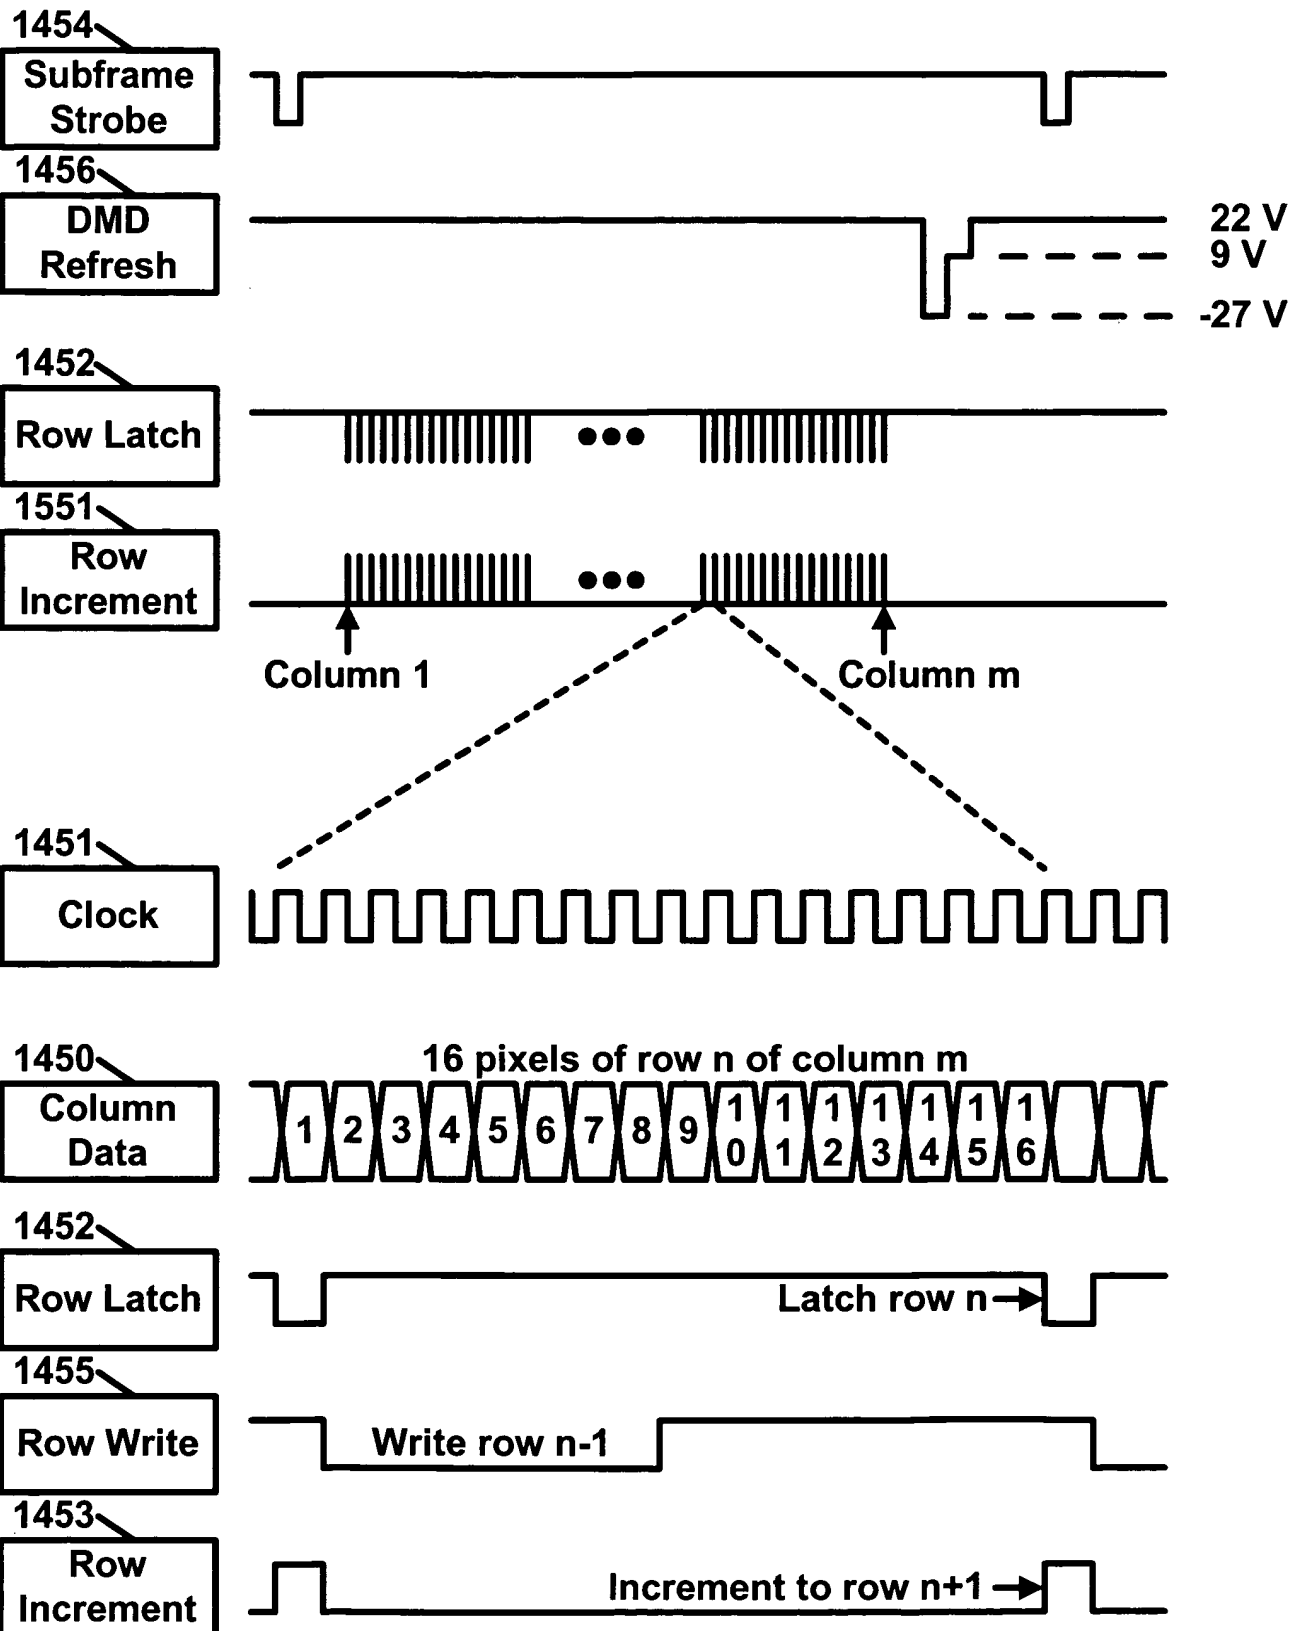 1454
Subframe
Strobe
1456
DMD
Refresh
22 V
9 V
-27 V
1452
Row Latch
1551
Row
Increment
Column 1
Column m
1451
Clock
1450
Column
Data
16 pixels of row n of column m
1 2 3 4 5 6 7 8 9 10 11 12 13 14 15 16
1452
Row Latch
Latch row n
1455
Row Write
Write row n-1
1453
Row
Increment
Increment to row n+1